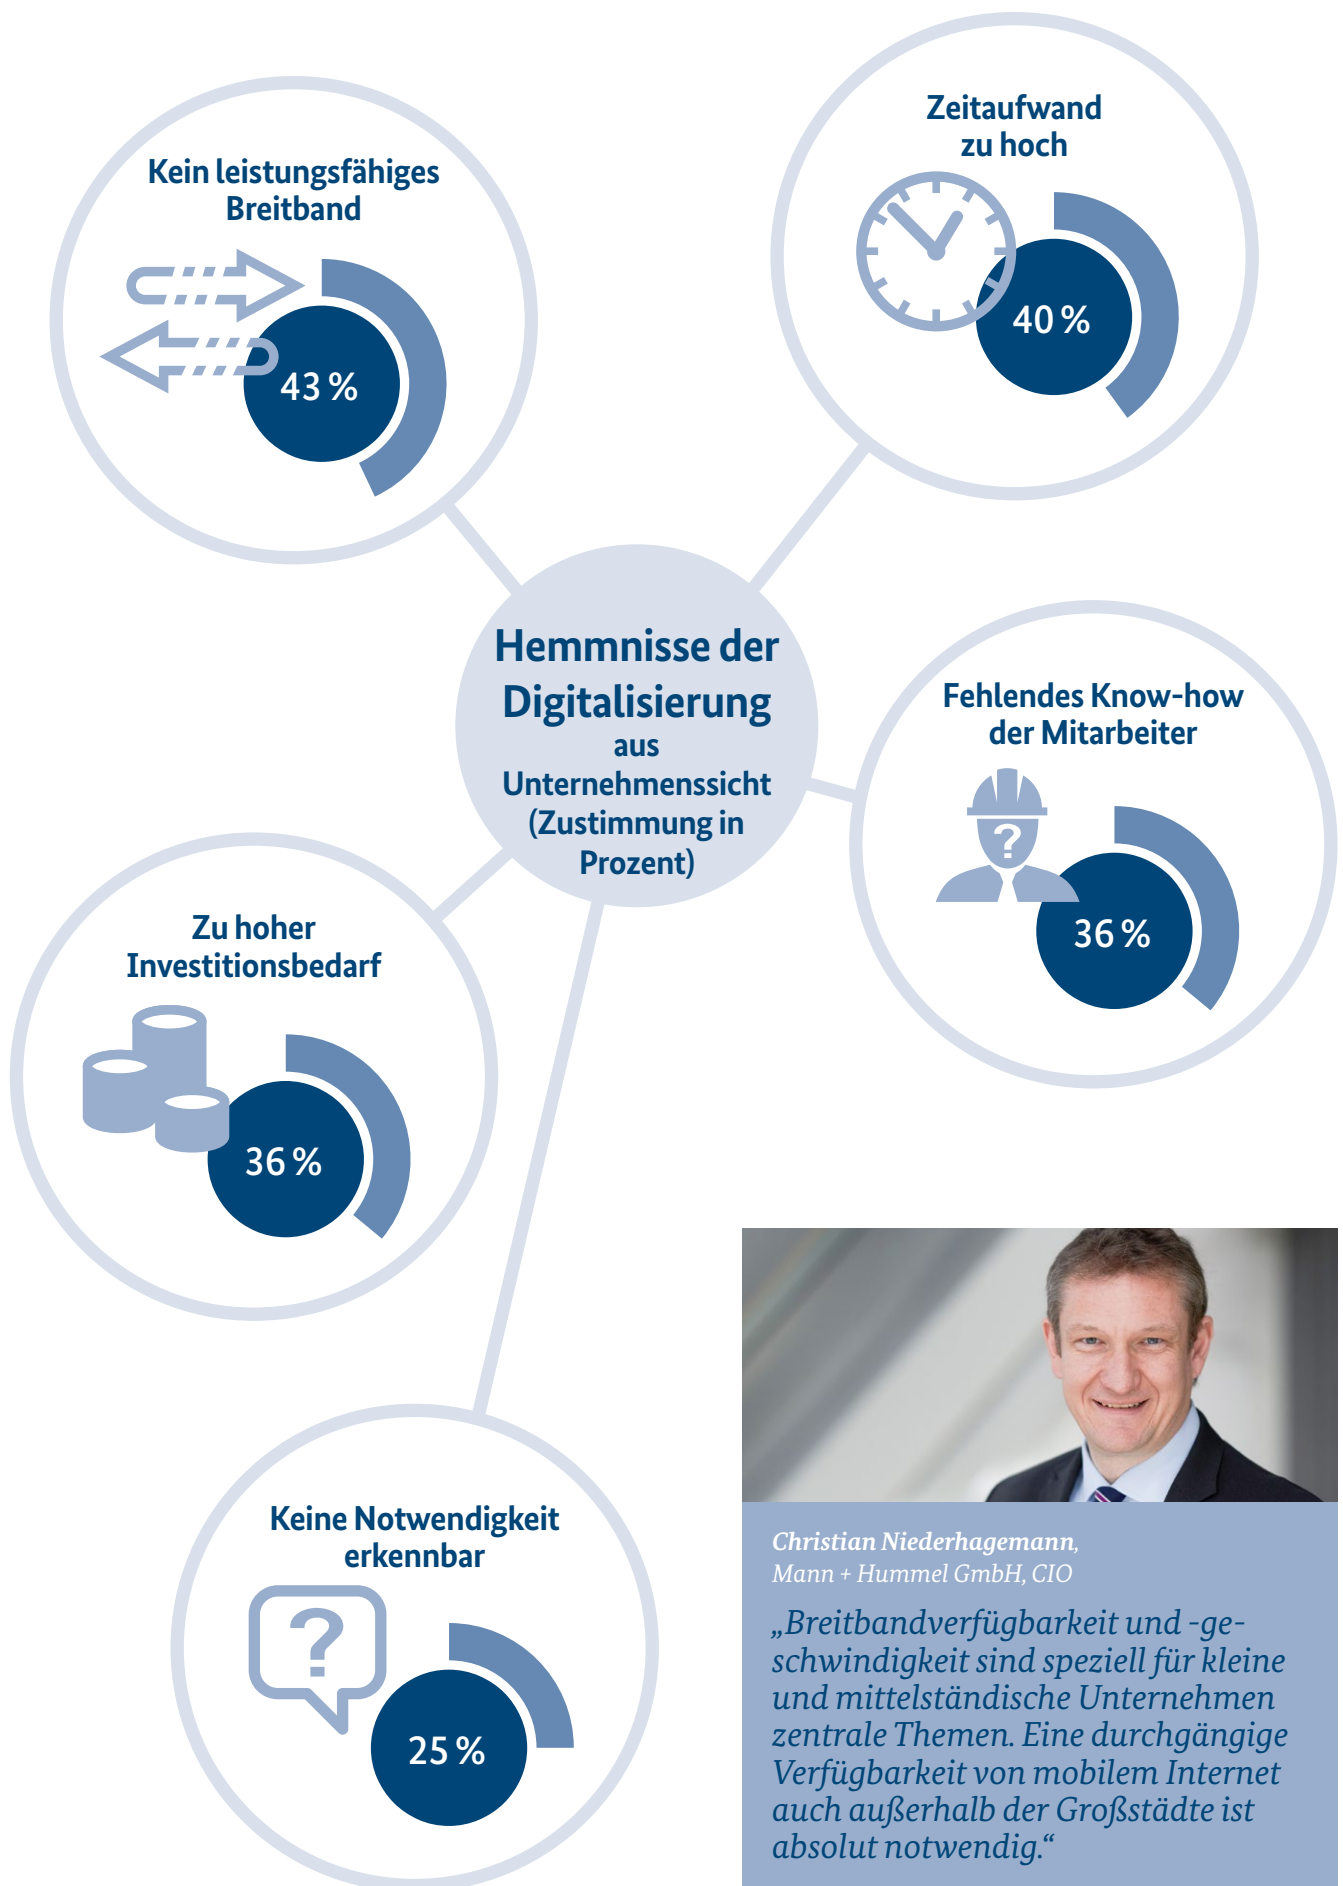 Kein leistungsfähiges
Breitband
43 %
Zeitaufwand
zu hoch
40 %
Hemmnisse der
Digitalisierung
aus
Unternehmenssicht
(Zustimmung in
Prozent)
Fehlendes Know-how
der Mitarbeiter
?
36 %
Zu hoher
Investitionsbedarf
36 %
Keine Notwendigkeit
erkennbar
?
25 %
Christian Niederhagemann,
Mann + Hummel GmbH, CIO
„Breitbandverfügbarkeit und -ge-
schwindigkeit sind speziell für kleine
und mittelständische Unternehmen
zentrale Themen. Eine durchgängige
Verfügbarkeit von mobilem Internet
auch außerhalb der Großstädte ist
absolut notwendig.“